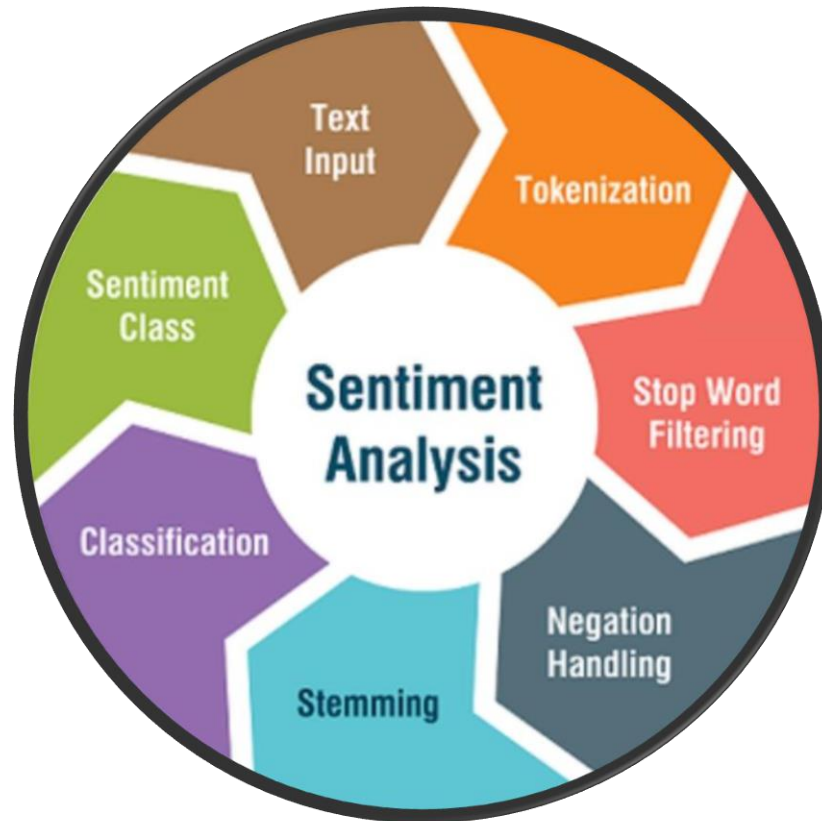 Text
Input
Tokenization
Stop Word
Filtering
Negation
Handling
Stemming
Classification
Sentiment
Class
Sentiment
Analysis